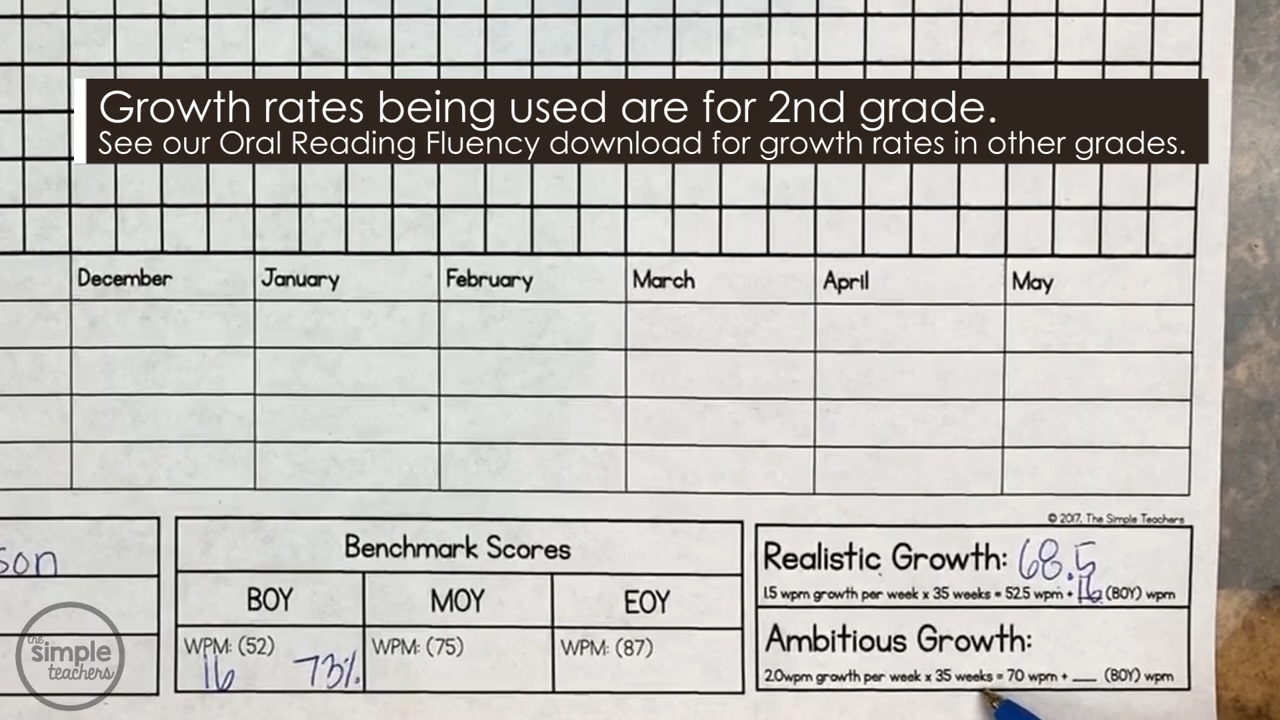 Growth rates being used are for 2nd grade.
See our Oral Reading Fluency download for growth rates in other grades.
December January February March April May
© 2017, The Simple Teachers
son
Benchmark Scores
BOY MOY EOY
WPM: (52) WPM: (75) WPM: (87)
16 73%
Realistic Growth: 68.5
1.5 wpm growth per week x 35 weeks = 52.5 wpm + 16 (BOY) wpm
Ambitious Growth:
2.0wpm growth per week x 35 weeks = 70 wpm + ___ (BOY) wpm
the
simple
teachers